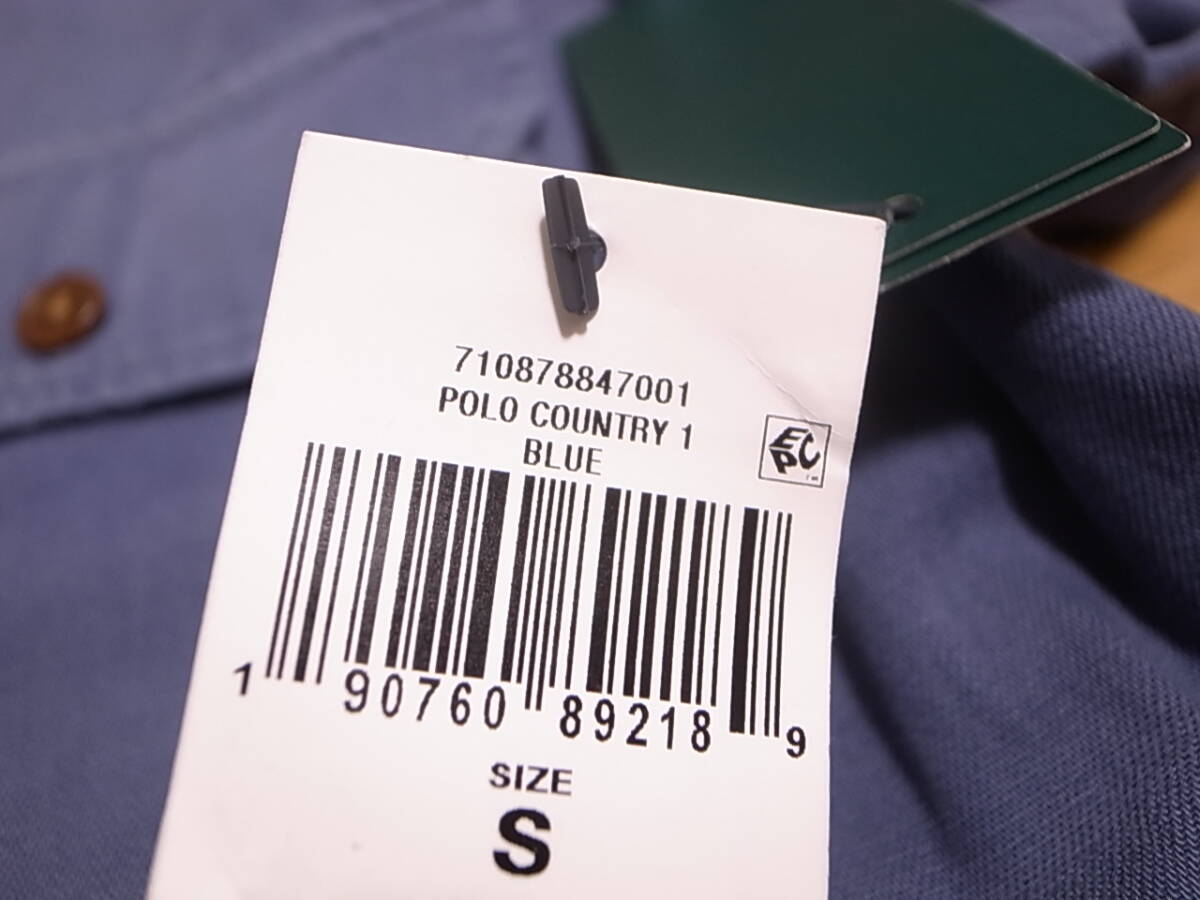 710878847001
POLO COUNTRY 1
BLUE
EPC
1 90760 89218 9
SIZE
S